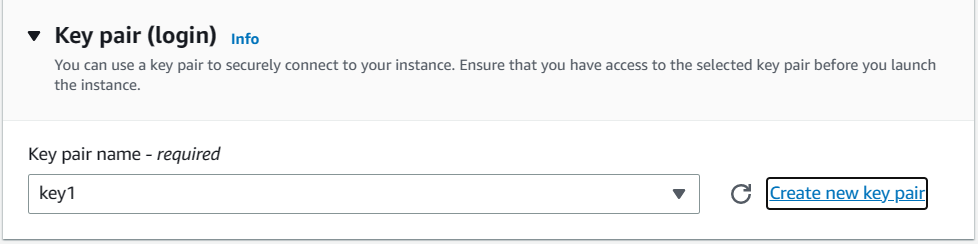 Key pair (login) Info
You can use a key pair to securely connect to your instance. Ensure that you have access to the selected key pair before you launch
the instance.
Key pair name - required
key1 Create new key pair